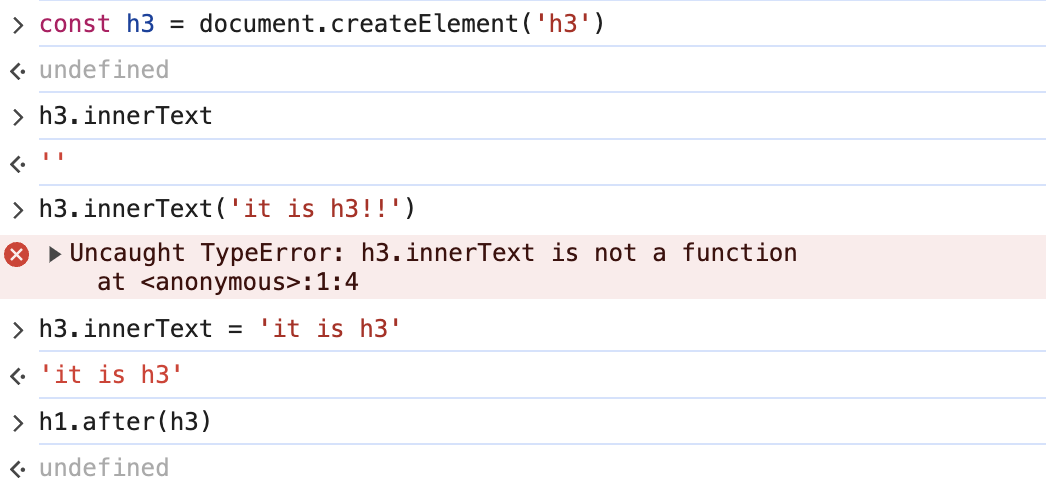 > const h3 = document.createElement('h3')
undefined
> h3.innerText
''
> h3.innerText('it is h3!!')
Uncaught TypeError: h3.innerText is not a function
at <anonymous>:1:4
> h3.innerText = 'it is h3'
'it is h3'
> h1.after(h3)
undefined